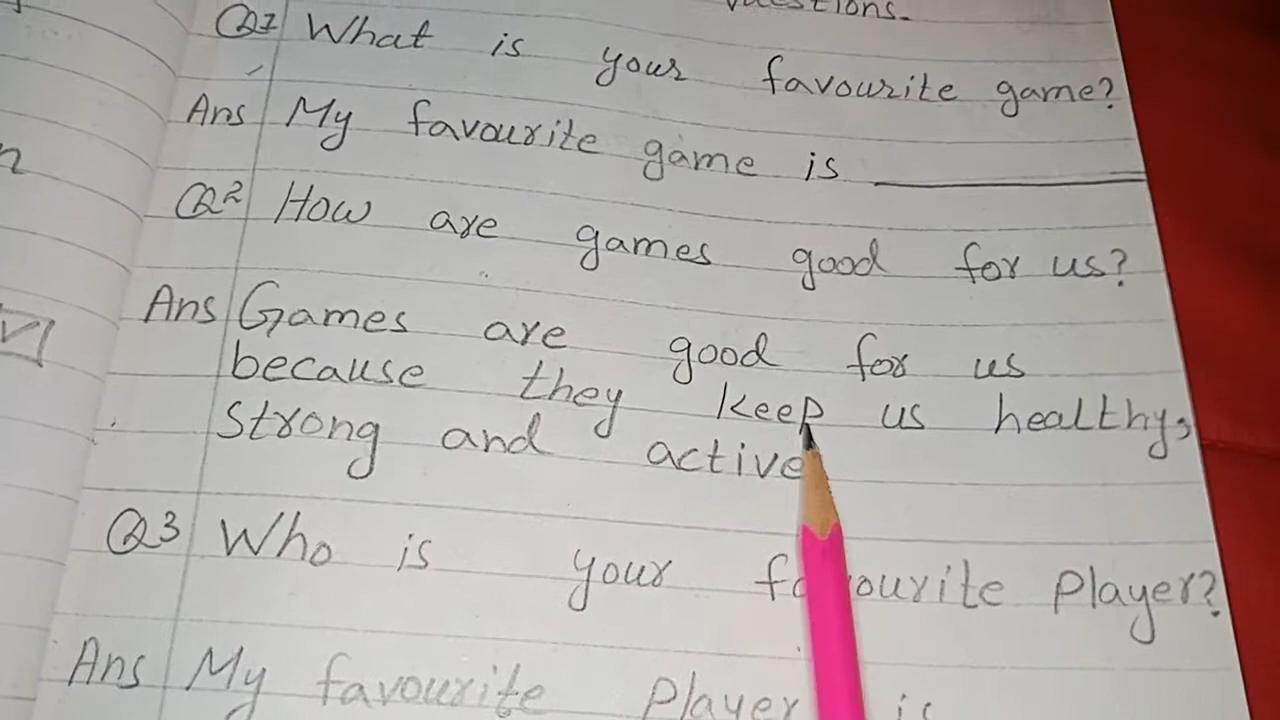 Questions.
Q1 What is your favourite game?
Ans My favourite game is
Q2 How are games good for us?
Ans Games are good for us
because they keep us healthy,
strong and active
Q3 Who is your favourite Player?
Ans My favourite Player is